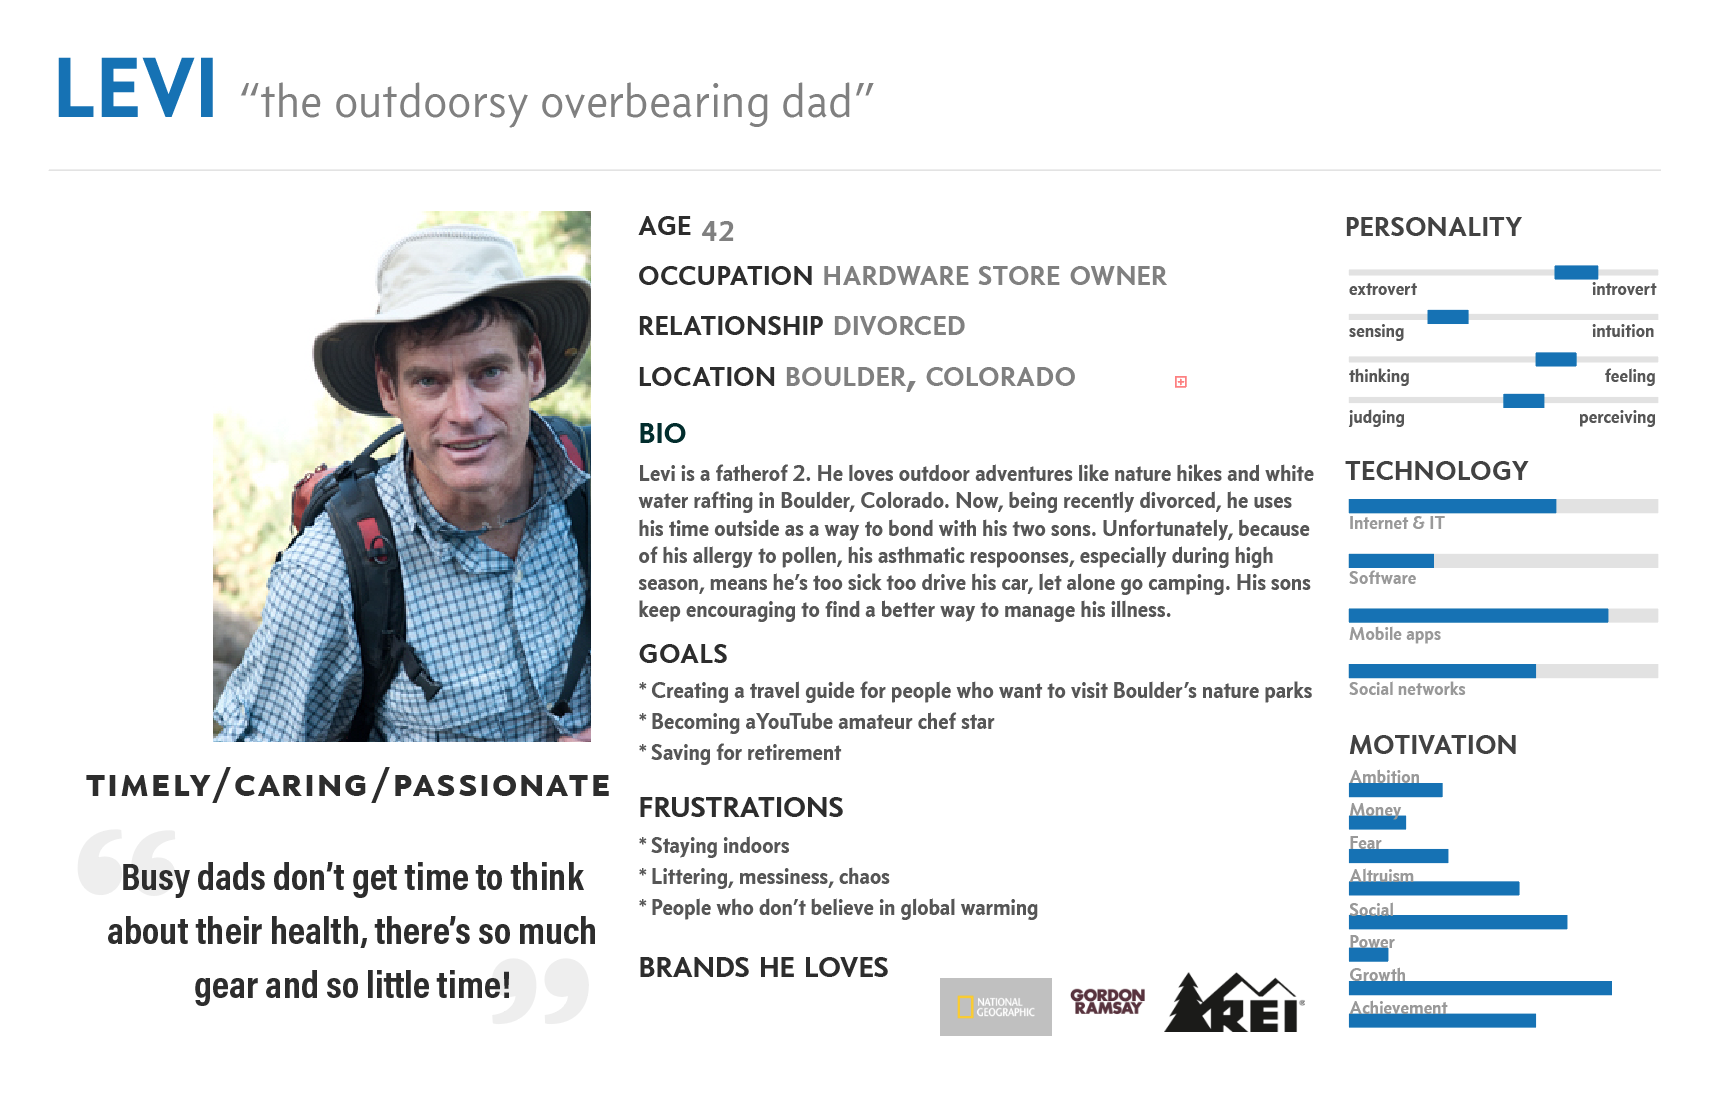 LEVI “the outdoorsy overbearing dad”
AGE 42
OCCUPATION HARDWARE STORE OWNER
RELATIONSHIP DIVORCED
LOCATION BOULDER, COLORADO
BIO
Levi is a fatherof 2. He loves outdoor adventures like nature hikes and white
water rafting in Boulder, Colorado. Now, being recently divorced, he uses
his time outside as a way to bond with his two sons. Unfortunately, because
of his allergy to pollen, his asthmatic respoonses, especially during high
season, means he’s too sick too drive his car, let alone go camping. His sons
keep encouraging to find a better way to manage his illness.
GOALS
* Creating a travel guide for people who want to visit Boulder’s nature parks
* Becoming aYouTube amateur chef star
* Saving for retirement
FRUSTRATIONS
* Staying indoors
* Littering, messiness, chaos
* People who don’t believe in global warming
BRANDS HE LOVES
NATIONAL
GEOGRAPHIC
GORDON
RAMSAY
REI®
TIMELY/CARING/PASSIONATE
“Busy dads don’t get time to think
about their health, there’s so much
gear and so little time!”
PERSONALITY
extrovert introvert
sensing intuition
thinking feeling
judging perceiving
TECHNOLOGY
Internet & IT
Software
Mobile apps
Social networks
MOTIVATION
Ambition
Money
Fear
Altruism
Social
Power
Growth
Achievement